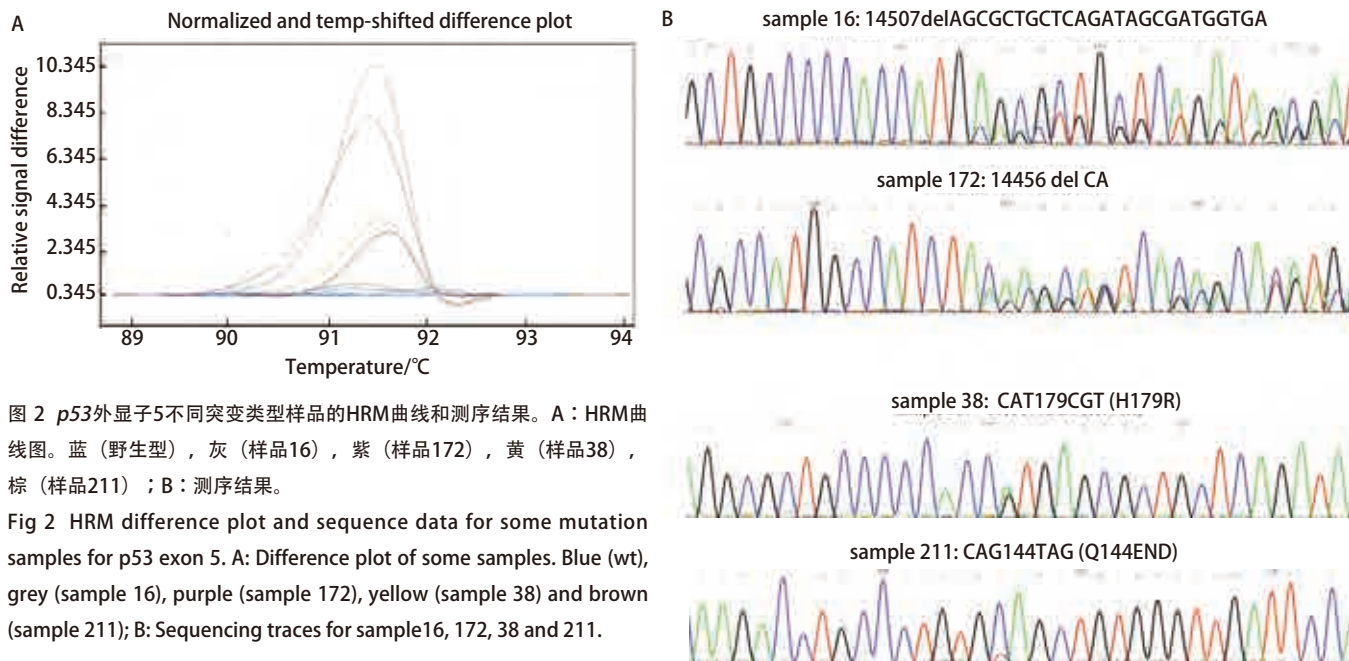 A
Normalized and temp-shifted difference plot
Relative signal difference
10.345
8.345
6.345
4.345
2.345
0.345
89 90 91 92 93 94
Temperature/°C
图 2 p53外显子5不同突变类型样品的HRM曲线和测序结果。A：HRM曲
线图。蓝（野生型），灰（样品16），紫（样品172），黄（样品38），
棕（样品211）；B：测序结果。
Fig 2 HRM difference plot and sequence data for some mutation
samples for p53 exon 5. A: Difference plot of some samples. Blue (wt),
grey (sample 16), purple (sample 172), yellow (sample 38) and brown
(sample 211); B: Sequencing traces for sample16, 172, 38 and 211.
B
sample 16: 14507delAGCGCTGCTCAGATAGCGATGGTGA
sample 172: 14456 del CA
sample 38: CAT179CGT (H179R)
sample 211: CAG144TAG (Q144END)